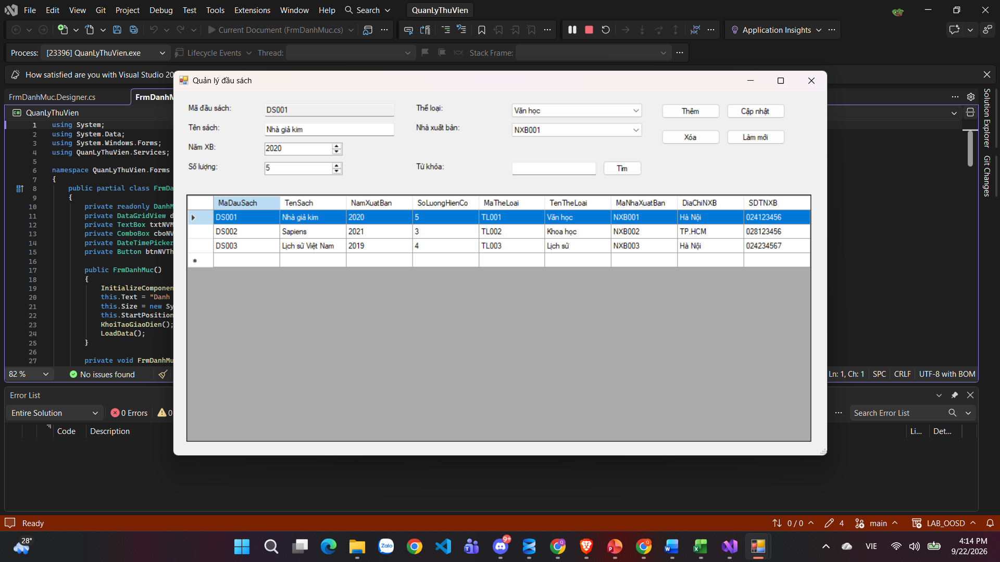 File Edit View Git Project Debug Test Tools Extensions Window Help Search QuanLyThuVien
Current Document (FrmDanhMuc.cs) Application Insights
Process: [23396] QuanLyThuVien.exe Lifecycle Events Thread: Stack Frame:
How satisfied are you with Visual Studio 20
FrmDanhMuc.Designer.cs FrmDanhM
QuanLyThuVien
1 using System;
2 using System.Data;
3 using System.Windows.Forms;
4 using QuanLyThuVien.Services;
5
6 namespace QuanLyThuVien.Forms
7 {
8 public partial class FrmDa
9 {
10 private readonly DanhM
11 private DataGridView d
12 private TextBox txtNVM
13 private ComboBox cboNV
14 private DateTimePicker
15 private Button btnNVTh
16
17 public FrmDanhMuc()
18 {
19 InitializeComponen
20 this.Text = "Danh
21 this.Size = new Sy
22 this.StartPosition
23 KhoiTaoGiaoDien();
24 LoadData();
25 }
26
27 private void FrmDanhMu
82 % No issues found
Ln: 1, Ch: 1 SPC CRLF UTF-8 with BOM
Solution Explorer
Git Changes
Quản lý đầu sách
Mã đầu sách: DS001 Thể loại: Văn học Thêm Cập nhật
Tên sách: Nhà giả kim Nhà xuất bản: NXB001 Xóa Làm mới
Năm XB: 2020
Số lượng: 5 Từ khóa: Tìm
MaDauSach TenSach NamXuatBan SoLuongHienCo MaTheLoai TenTheLoai MaNhaXuatBan DiaChiNXB SDTNXB
DS001 Nhà giả kim 2020 5 TL001 Văn học NXB001 Hà Nội 024123456
DS002 Sapiens 2021 3 TL002 Khoa học NXB002 TP.HCM 028123456
DS003 Lịch sử Việt Nam 2019 4 TL003 Lịch sử NXB003 Hà Nội 024234567
Error List
Entire Solution 0 Errors 0 Search Error List
Code Description Li... Det...
Ready 0 / 0 4 main LAB_OOSD
28° Zalo 9+ VIE 4:14 PM
9/22/2026